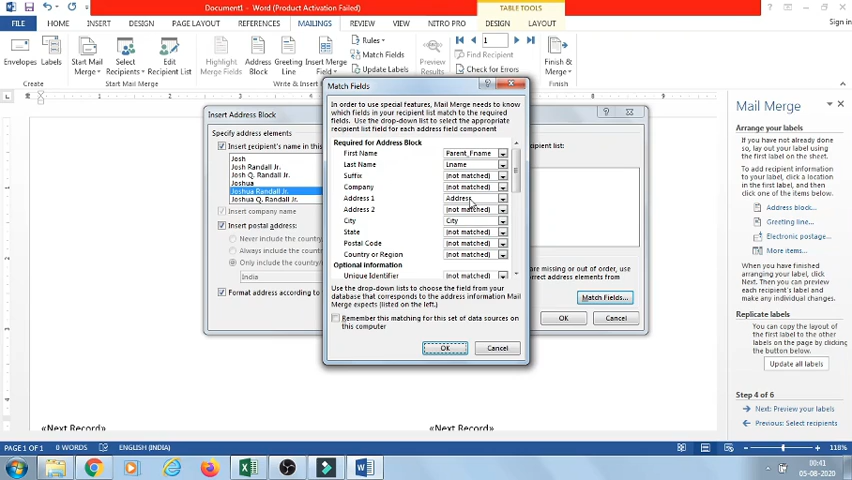 Document1 - Word (Product Activation Failed)
TABLE TOOLS
FILE HOME INSERT DESIGN PAGE LAYOUT REFERENCES MAILINGS REVIEW VIEW NITRO PRO DESIGN LAYOUT
Sign in
Envelopes Labels
Create
Start Mail Merge
Select Recipients
Edit Recipient List
Start Mail Merge
Highlight Merge Fields
Address Block
Greeting Line
Insert Merge Field
Write & In
Rules
Match Fields
Update Labels
Preview Results
1
Find Recipient
Check for Errors
Finish & Merge
Finish
Insert Address Block
Specify address elements
Insert recipient's name in this
Josh
Josh Randall Jr.
Josh Q. Randall Jr.
Joshua
Joshua Randall Jr.
Joshua Q. Randall Jr.
Insert company name
Insert postal address:
Never include the country
Always include the country
Only include the country/
India
Format address according to
recipient list:
are missing or out of order, use
rrect address elements from
Match Fields...
OK
Cancel
Match Fields
In order to use special features, Mail Merge needs to know
which fields in your recipient list match to the required
fields. Use the drop-down list to select the appropriate
recipient list field for each address field component
Required for Address Block
First Name Parent_Fname
Last Name Lname
Suffix (not matched)
Company (not matched)
Address 1 Address
Address 2 (not matched)
City City
State (not matched)
Postal Code (not matched)
Country or Region (not matched)
Optional Information
Unique Identifier (not matched)
Use the drop-down lists to choose the field from your
database that corresponds to the address information Mail
Merge expects (listed on the left.)
Remember this matching for this set of data sources on
this computer
OK
Cancel
Mail Merge
Arrange your labels
If you have not already
done so, lay out your label
using the first label on the
sheet.
To add recipient
information to your label,
click a location in the first
label, and then click one of
the items below.
Address block...
Greeting line...
Electronic postage...
More items...
When you have finished
arranging your label, click
Next. Then you can
preview each recipient's
label and make any
individual changes.
Replicate labels
You can copy the layout of
the first label to the other
labels on the page by clicking
the button below.
Update all labels
Step 4 of 6
Next: Preview your labels
Previous: Select recipients
«Next Record»
«Next Record»
PAGE 1 OF 1 0 WORDS ENGLISH (INDIA)
118%
00:41
05-08-2020